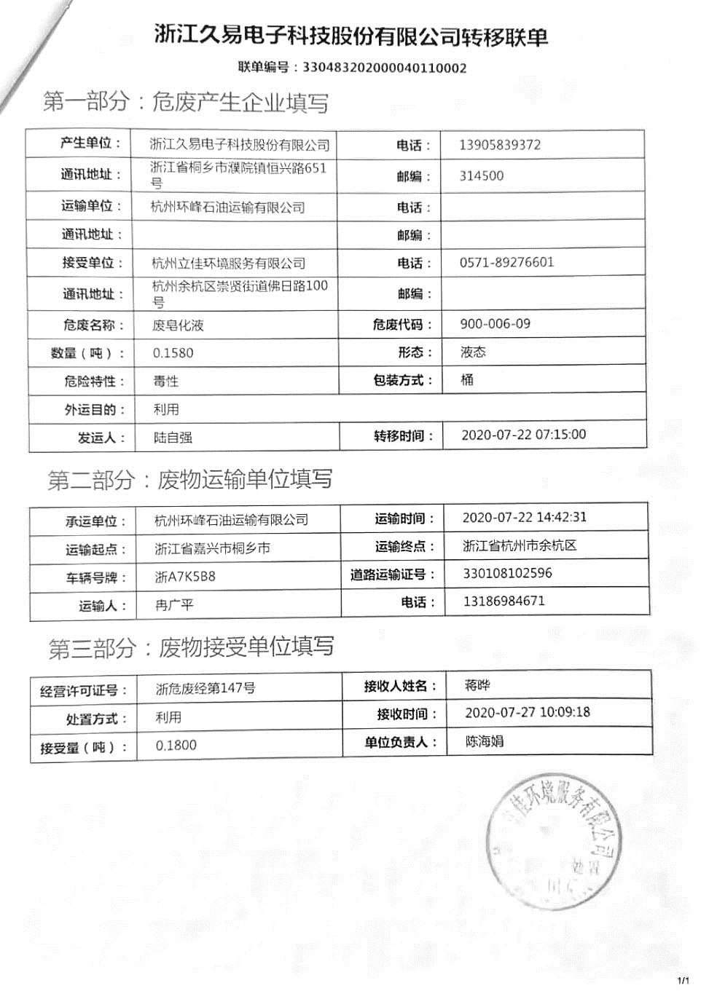 浙江久易电子科技股份有限公司转移联单
联单编号：330483202000040110002
第一部分：危废产生企业填写
产生单位： 浙江久易电子科技股份有限公司 电话： 13905839372
通讯地址： 浙江省桐乡市濮院镇恒兴路651号 邮编： 314500
运输单位： 杭州环峰石油运输有限公司 电话：
通讯地址： 邮编：
接受单位： 杭州立佳环境服务有限公司 电话： 0571-89276601
通讯地址： 杭州余杭区崇贤街道佛日路100号 邮编：
危废名称： 废皂化液 危废代码： 900-006-09
数量（吨）： 0.1580 形态： 液态
危险特性： 毒性 包装方式： 桶
外运目的： 利用
发运人： 陆自强 转移时间： 2020-07-22 07:15:00
第二部分：废物运输单位填写
承运单位： 杭州环峰石油运输有限公司 运输时间： 2020-07-22 14:42:31
运输起点： 浙江省嘉兴市桐乡市 运输终点： 浙江省杭州市余杭区
车辆号牌： 浙A7K5B8 道路运输证号： 330108102596
运输人： 冉广平 电话： 13186984671
第三部分：废物接受单位填写
经营许可证号： 浙危废经第147号 接收人姓名： 蒋晔
处置方式： 利用 接收时间： 2020-07-27 10:09:18
接受量（吨）： 0.1800 单位负责人： 陈海娟
佳环境服务有限公司
1/1